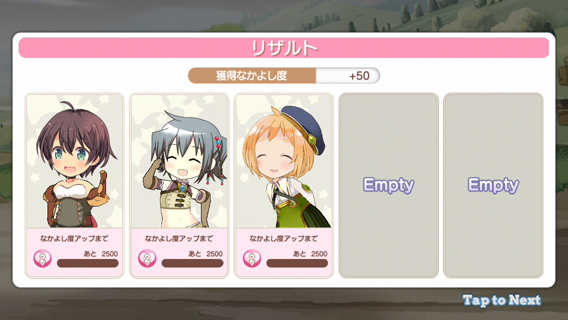 リザルト
獲得なかよし度 +50
なかよし度アップまで
2 あと 2500
なかよし度アップまで
2 あと 2500
なかよし度アップまで
2 あと 2500
Empty
Empty
Tap to Next